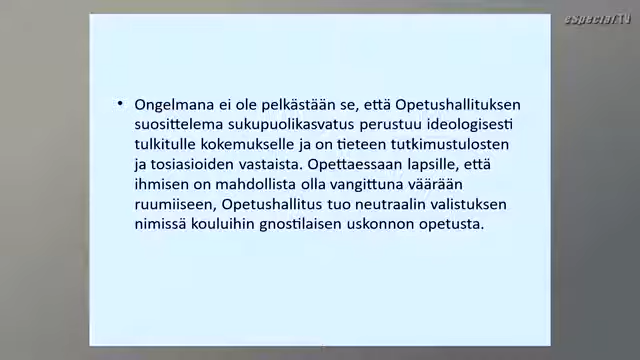 eSpecial TV
• Ongelmana ei ole pelkästään se, että Opetushallituksen
suosittelema sukupuolikasvatus perustuu ideologisesti
tulkitulle kokemukselle ja on tieteen tutkimustulosten
ja tosiasioiden vastaista. Opettaessaan lapsille, että
ihmisen on mahdollista olla vangittuna väärään
ruumiiseen, Opetushallitus tuo neutraalin valistuksen
nimissä kouluihin gnostilaisen uskonnon opetusta.